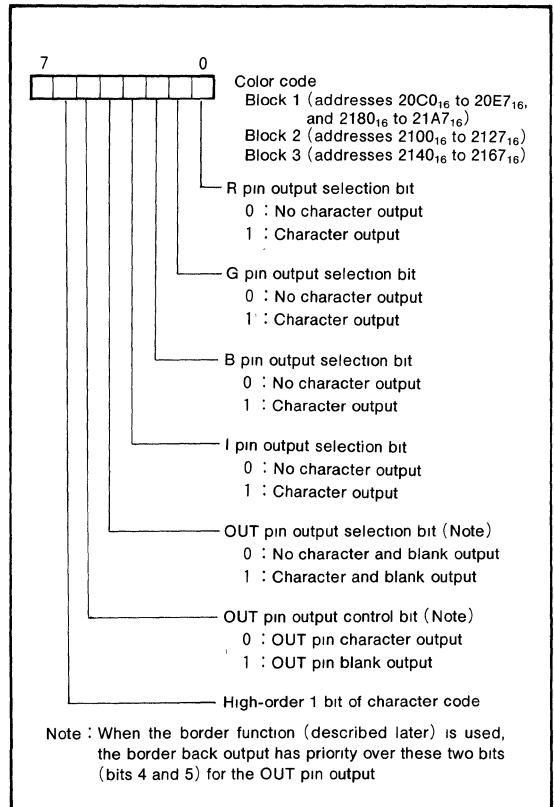 7 0
Color code
Block 1 (addresses 20C0₁₆ to 20E7₁₆,
and 2180₁₆ to 21A7₁₆)
Block 2 (addresses 2100₁₆ to 2127₁₆)
Block 3 (addresses 2140₁₆ to 2167₁₆)
R pin output selection bit
0 : No character output
1 : Character output
G pin output selection bit
0 : No character output
1 : Character output
B pin output selection bit
0 : No character output
1 : Character output
I pin output selection bit
0 : No character output
1 : Character output
OUT pin output selection bit (Note)
0 : No character and blank output
1 : Character and blank output
OUT pin output control bit (Note)
0 : OUT pin character output
1 : OUT pin blank output
High-order 1 bit of character code
Note : When the border function (described later) is used,
the border back output has priority over these two bits
(bits 4 and 5) for the OUT pin output